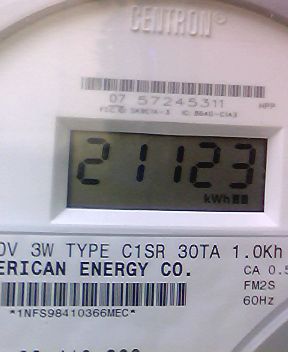 CENTRON®
07 57245311 HPP
21123
kWh
0V 3W TYPE C1SR 30TA 1.0Kh
ERICAN ENERGY CO. CA 0.5
FM2S
*1NFS98410366MEC* 60Hz